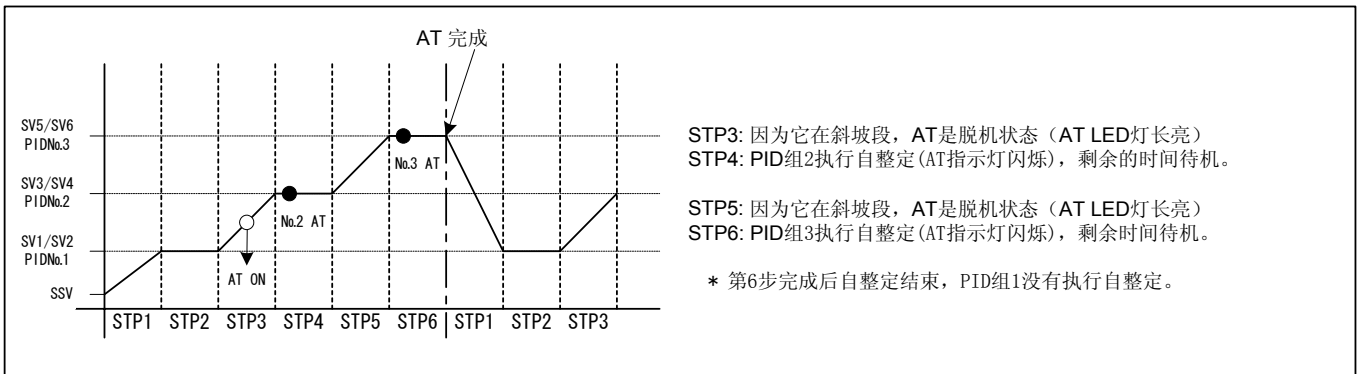 AT 完成
SV5/SV6
PIDNo.3
No.3 AT
SV3/SV4
PIDNo.2
No.2 AT
SV1/SV2
PIDNo.1
AT ON
SSV
STP1 STP2 STP3 STP4 STP5 STP6 STP1 STP2 STP3
STP3: 因为它在斜坡段，AT是脱机状态（AT LED灯长亮）
STP4: PID组2执行自整定(AT指示灯闪烁)，剩余的时间待机。
STP5: 因为它在斜坡段，AT是脱机状态（AT LED灯长亮）
STP6: PID组3执行自整定(AT指示灯闪烁)，剩余时间待机。
* 第6步完成后自整定结束，PID组1没有执行自整定。